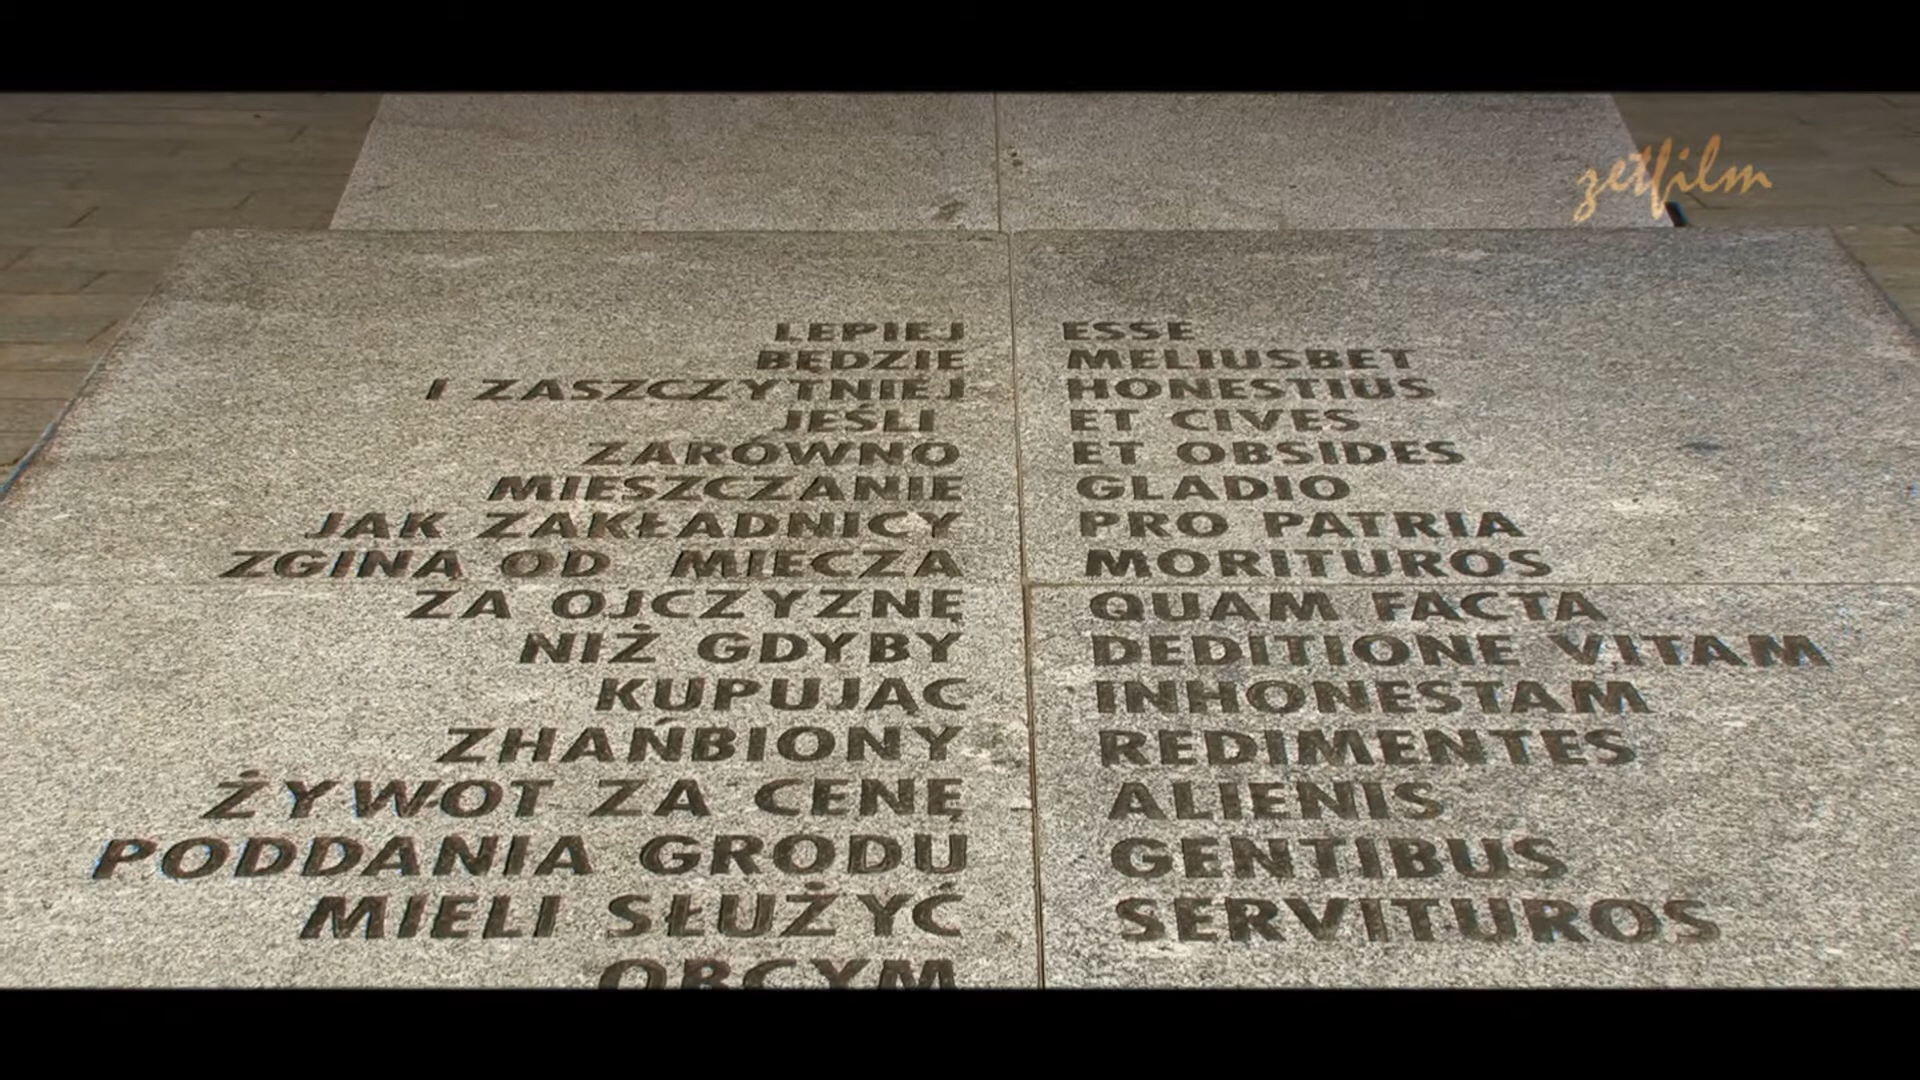 zetfilm
LEPIEJ
BĘDZIE
I ZASZCZYTNIEJ
JEŚLI
ZARÓWNO
MIESZCZANIE
JAK ZAKŁADNICY
ZGINĄ OD MIECZA
ZA OJCZYZNĘ
NIŻ GDYBY
KUPUJĄC
ZHAŃBIONY
ŻYWOT ZA CENĘ
PODDANIA GRODU
MIELI SŁUŻYĆ
OBCYM
ESSE
MELIUSBET
HONESTIUS
ET CIVES
ET OBSIDES
GLADIO
PRO PATRIA
MORITUROS
QUAM FACTA
DEDITIONE VITAM
INHONESTAM
REDIMENTES
ALIENIS
GENTIBUS
SERVITUROS